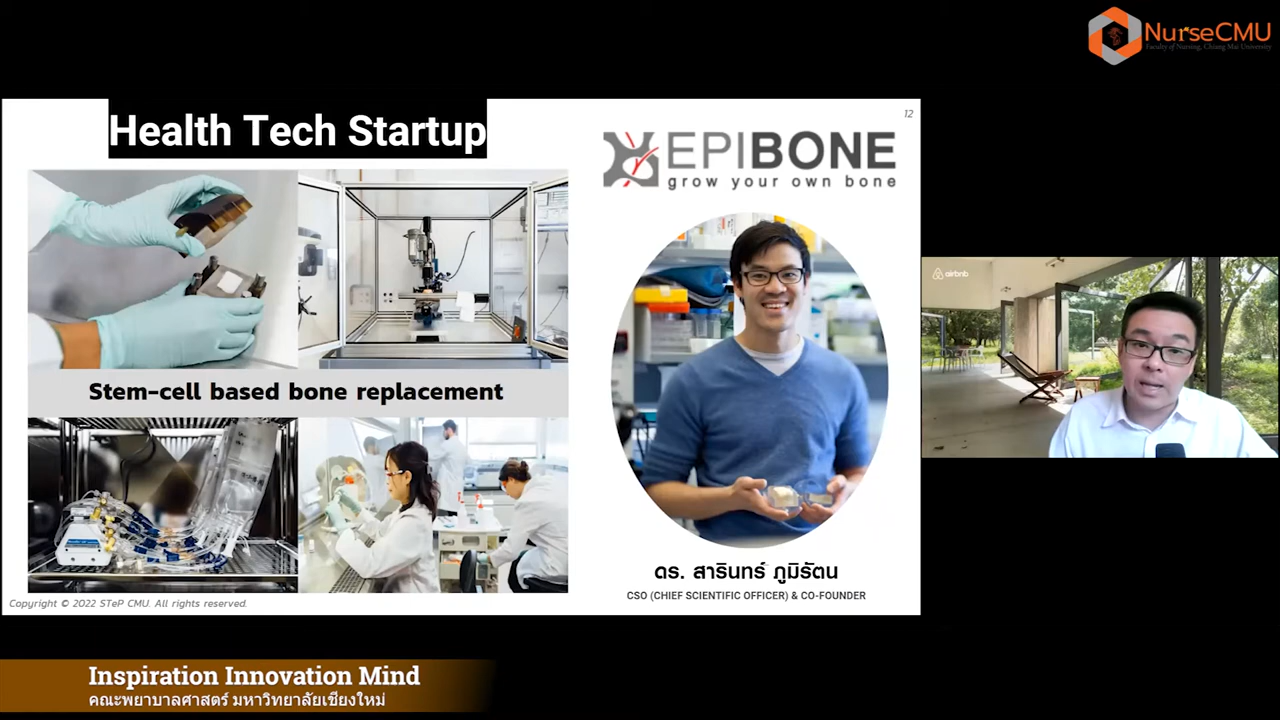 NurseCMU
Faculty of Nursing, Chiang Mai University
12
Health Tech Startup
EPIBONE
grow your own bone
Stem-cell based bone replacement
airbnb
ดร. สารินทร์ ภูมิรัตน
CSO (CHIEF SCIENTIFIC OFFICER) & CO-FOUNDER
Copyright © 2022 STeP CMU. All rights reserved.
Inspiration Innovation Mind
คณะพยาบาลศาสตร์ มหาวิทยาลัยเชียงใหม่